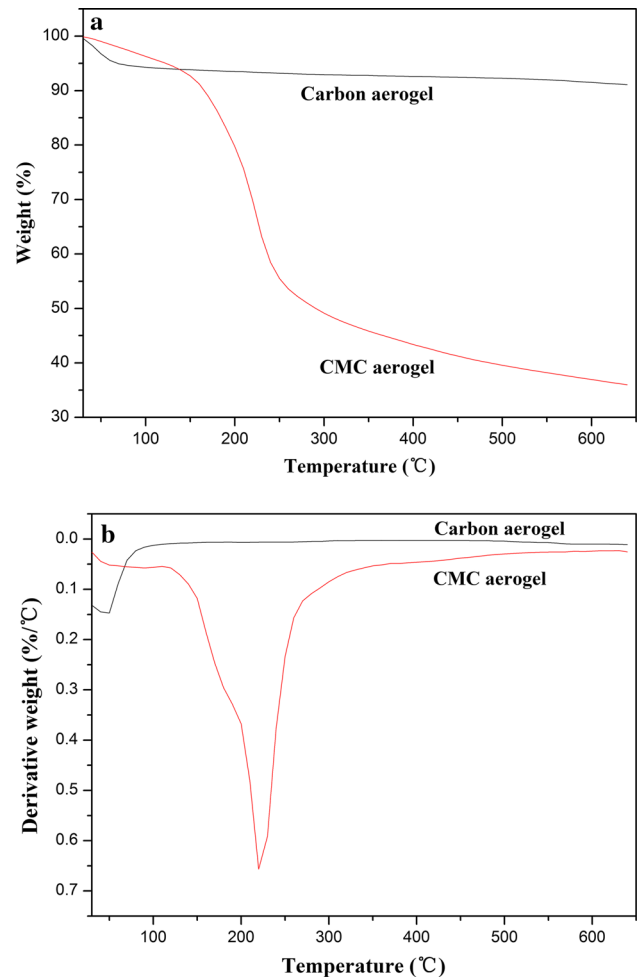 a
100
90
80
70
60
50
40
30
Weight (%)
Carbon aerogel
CMC aerogel
100 200 300 400 500 600
Temperature (℃)
b
0.0
0.1
0.2
0.3
0.4
0.5
0.6
0.7
Derivative weight (%/℃)
Carbon aerogel
CMC aerogel
100 200 300 400 500 600
Temperature (℃)